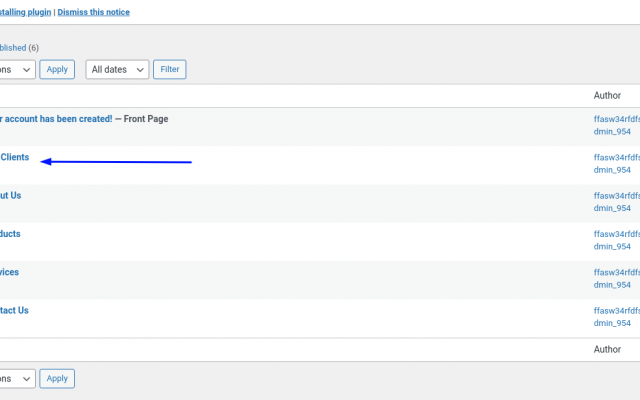 stalling plugin | Dismiss this notice
blished (6)
ons Apply All dates Filter
Author
r account has been created! — Front Page ffasw34rfdfs
dmin_954
Clients ffasw34rfdfs
dmin_954
ut Us ffasw34rfdfs
dmin_954
ducts ffasw34rfdfs
dmin_954
vices ffasw34rfdfs
dmin_954
tact Us ffasw34rfdfs
dmin_954
Author
ons Apply